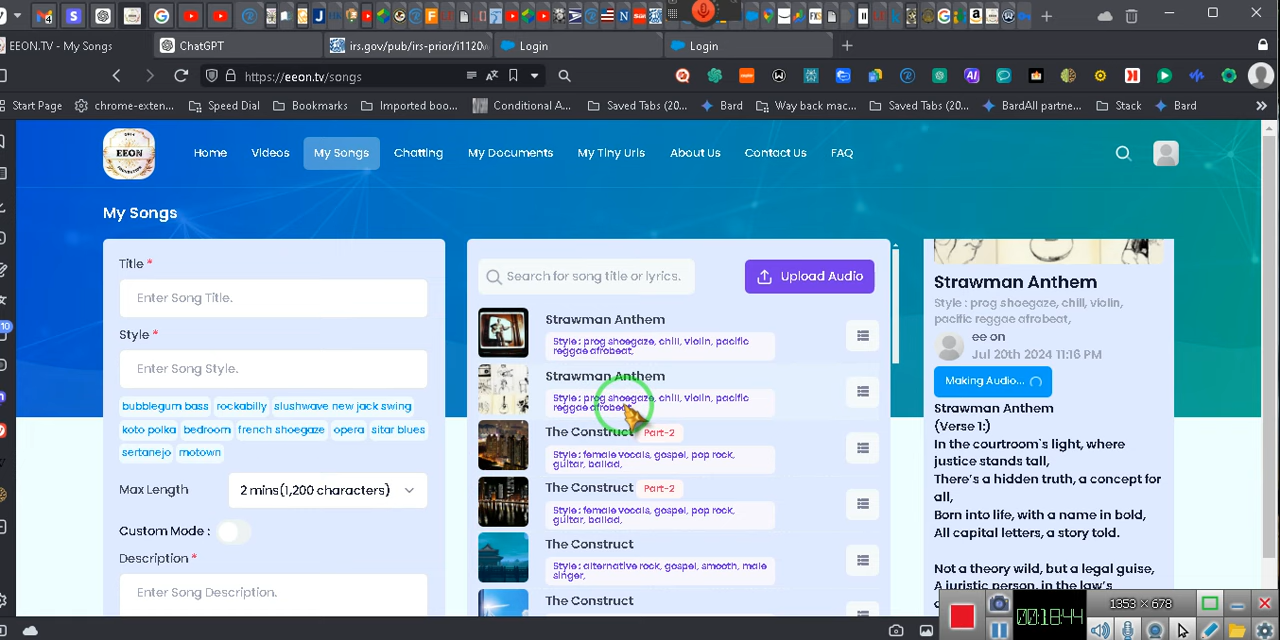 EEON.TV - My Songs
ChatGPT
irs.gov/pub/irs-prior/i1120
Login
Login
https://eeon.tv/songs
Start Page
chrome-exten...
Speed Dial
Bookmarks
Imported boo...
Conditional A...
Saved Tabs (20...
Bard
Way back mac...
Saved Tabs (20...
BardAll partne...
Stack
Bard
EEON
Home
Videos
My Songs
Chatting
My Documents
My Tiny Urls
About Us
Contact Us
FAQ
My Songs
Title *
Enter Song Title.
Style *
Enter Song Style.
bubblegum bass
rockabilly
slushwave new jack swing
koto polka
bedroom
french shoegaze
opera
sitar blues
sertanejo
motown
Max Length
2 mins(1,200 characters)
Custom Mode :
Description *
Enter Song Description.
Search for song title or lyrics.
Upload Audio
Strawman Anthem
Style : prog shoegaze, chill, violin, pacific
reggae afrobeat,
Strawman Anthem
Style : prog shoegaze, chill, violin, pacific
reggae afrobeat,
The Construct Part-2
Style : female vocals, gospel, pop rock,
guitar, ballad,
The Construct Part-2
Style : female vocals, gospel, pop rock,
guitar, ballad,
The Construct
Style : alternative rock, gospel, smooth, male
singer,
The Construct
Strawman Anthem
Style : prog shoegaze, chill, violin,
pacific reggae afrobeat,
ee on
Jul 20th 2024 11:16 PM
Making Audio...
Strawman Anthem
(Verse 1:)
In the courtroom`s light, where
justice stands tall,
There's a hidden truth, a concept for
all,
Born into life, with a name in bold,
All capital letters, a story told.
Not a theory wild, but a legal guise,
A juristic person, in the law's
1353 × 678
00:18:44
10